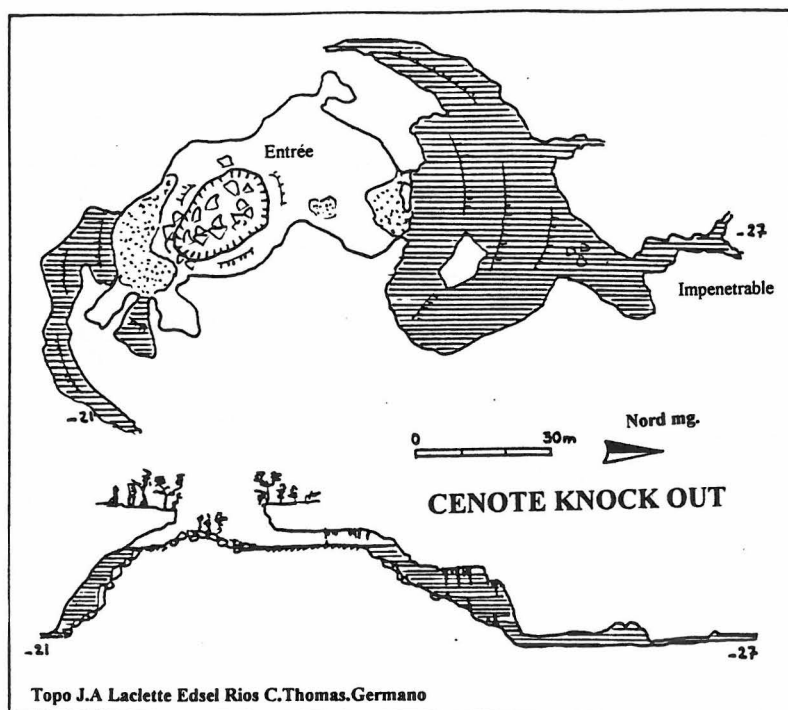 Entrée
-27
Impenetrable
-21
Nord mg.
0 30m
CENOTE KNOCK OUT
-21
-27
Topo J.A Laclette Edsel Rios C.Thomas.Germano